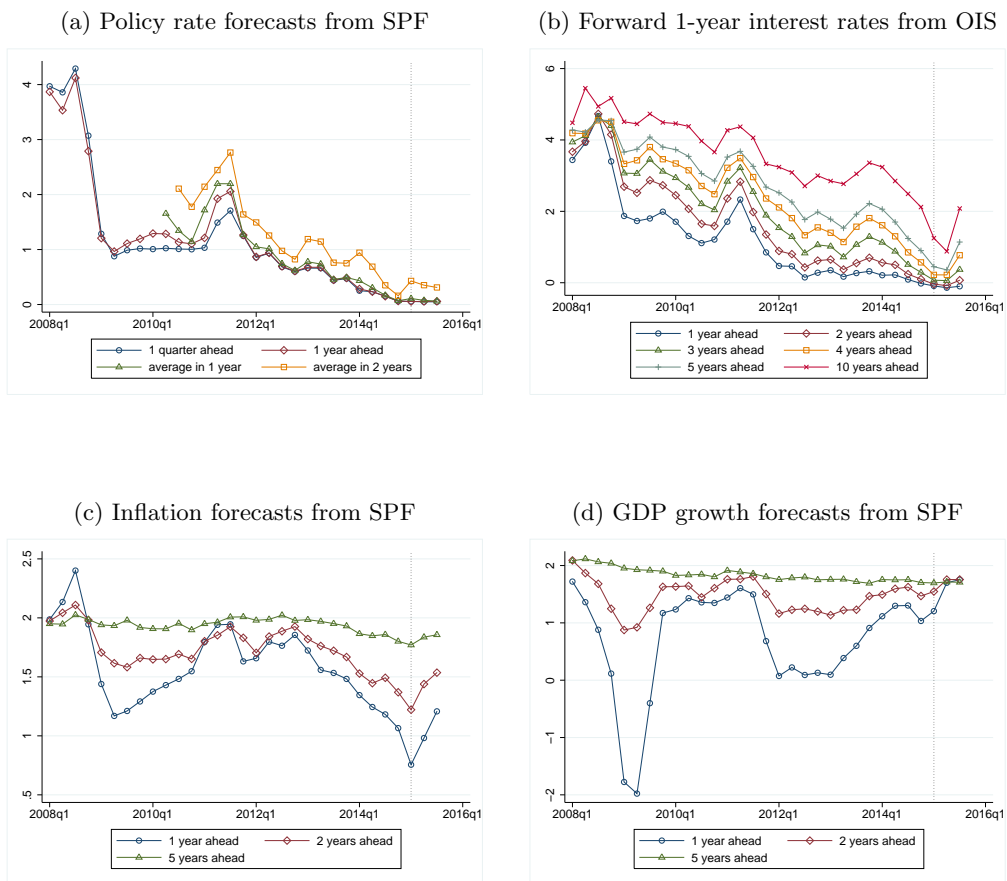 (a) Policy rate forecasts from SPF
4
3
2
1
0
2008q1 2010q1 2012q1 2014q1 2016q1
1 quarter ahead 1 year ahead
average in 1 year average in 2 years
(b) Forward 1-year interest rates from OIS
6
4
2
0
2008q1 2010q1 2012q1 2014q1 2016q1
1 year ahead 2 years ahead
3 years ahead 4 years ahead
5 years ahead 10 years ahead
(c) Inflation forecasts from SPF
2.5
2
1.5
1
.5
2008q1 2010q1 2012q1 2014q1 2016q1
1 year ahead 2 years ahead
5 years ahead
(d) GDP growth forecasts from SPF
2
1
0
−1
−2
2008q1 2010q1 2012q1 2014q1 2016q1
1 year ahead 2 years ahead
5 years ahead